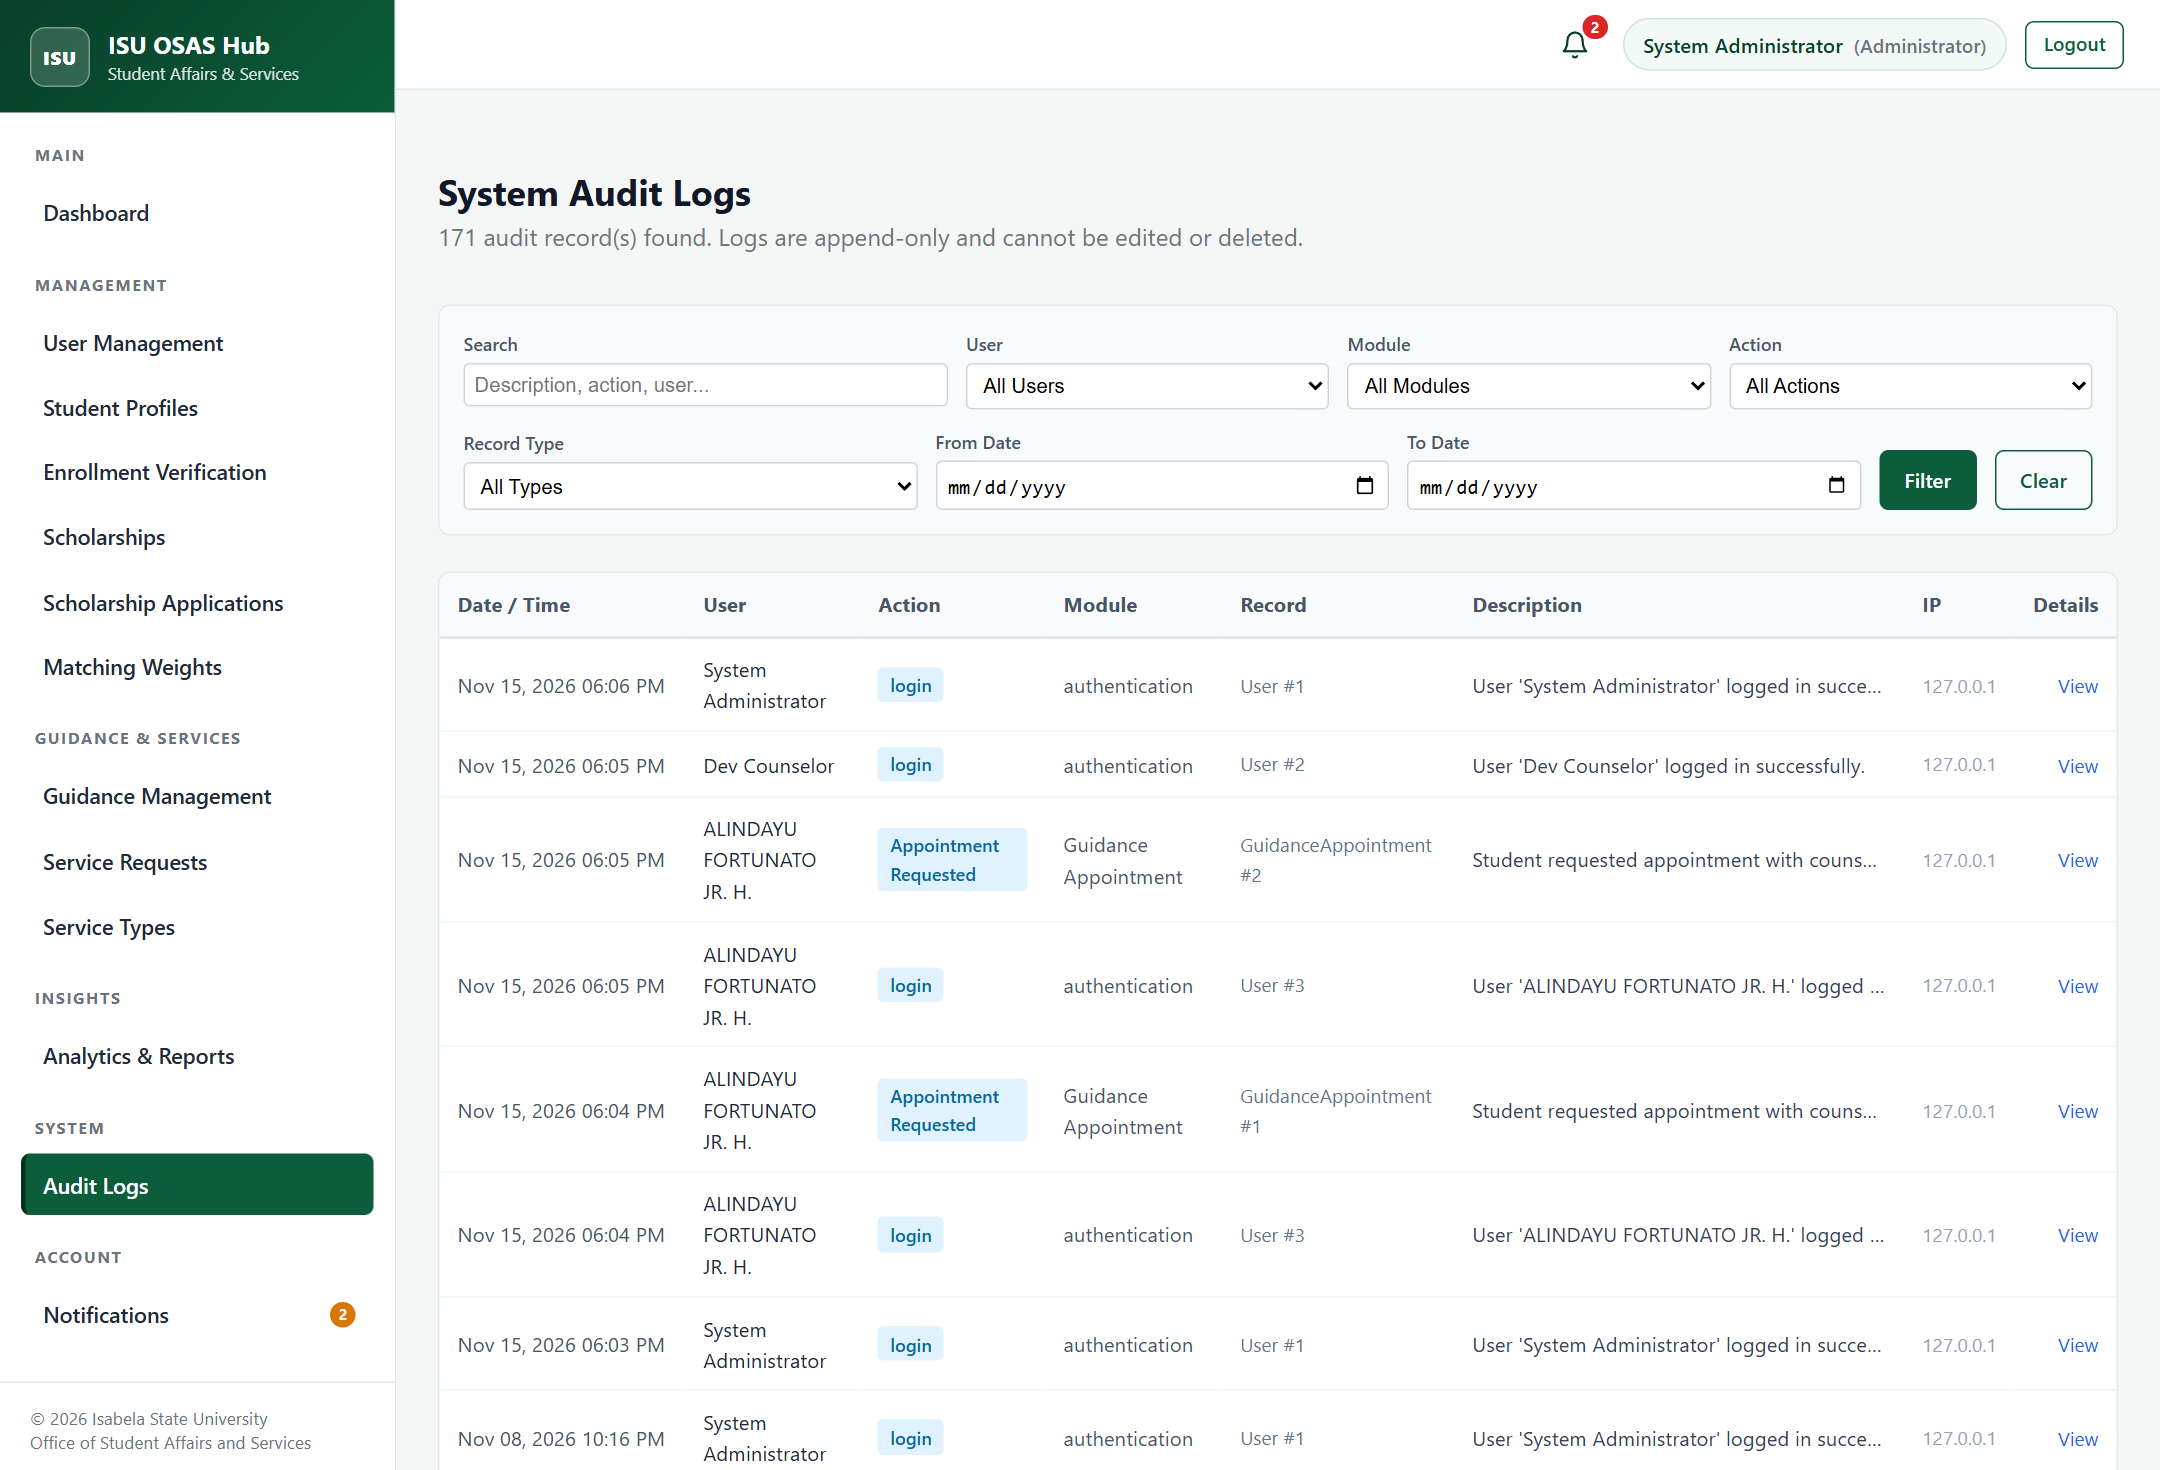 ISU
ISU OSAS Hub
Student Affairs & Services
2
System Administrator (Administrator)
Logout
MAIN
Dashboard
MANAGEMENT
User Management
Student Profiles
Enrollment Verification
Scholarships
Scholarship Applications
Matching Weights
GUIDANCE & SERVICES
Guidance Management
Service Requests
Service Types
INSIGHTS
Analytics & Reports
SYSTEM
Audit Logs
ACCOUNT
Notifications 2
© 2026 Isabela State University
Office of Student Affairs and Services
System Audit Logs
171 audit record(s) found. Logs are append-only and cannot be edited or deleted.
Search User Module Action
Description, action, user... All Users All Modules All Actions
Record Type From Date To Date
All Types mm/dd/yyyy mm/dd/yyyy Filter Clear
Date / Time User Action Module Record Description IP Details
Nov 15, 2026 06:06 PM System Administrator login authentication User #1 User 'System Administrator' logged in succe... 127.0.0.1 View
Nov 15, 2026 06:05 PM Dev Counselor login authentication User #2 User 'Dev Counselor' logged in successfully. 127.0.0.1 View
Nov 15, 2026 06:05 PM ALINDAYU FORTUNATO JR. H. Appointment Requested Guidance Appointment GuidanceAppointment #2 Student requested appointment with couns... 127.0.0.1 View
Nov 15, 2026 06:05 PM ALINDAYU FORTUNATO JR. H. login authentication User #3 User 'ALINDAYU FORTUNATO JR. H.' logged ... 127.0.0.1 View
Nov 15, 2026 06:04 PM ALINDAYU FORTUNATO JR. H. Appointment Requested Guidance Appointment GuidanceAppointment #1 Student requested appointment with couns... 127.0.0.1 View
Nov 15, 2026 06:04 PM ALINDAYU FORTUNATO JR. H. login authentication User #3 User 'ALINDAYU FORTUNATO JR. H.' logged ... 127.0.0.1 View
Nov 15, 2026 06:03 PM System Administrator login authentication User #1 User 'System Administrator' logged in succe... 127.0.0.1 View
Nov 08, 2026 10:16 PM System Administrator login authentication User #1 User 'System Administrator' logged in succe... 127.0.0.1 View